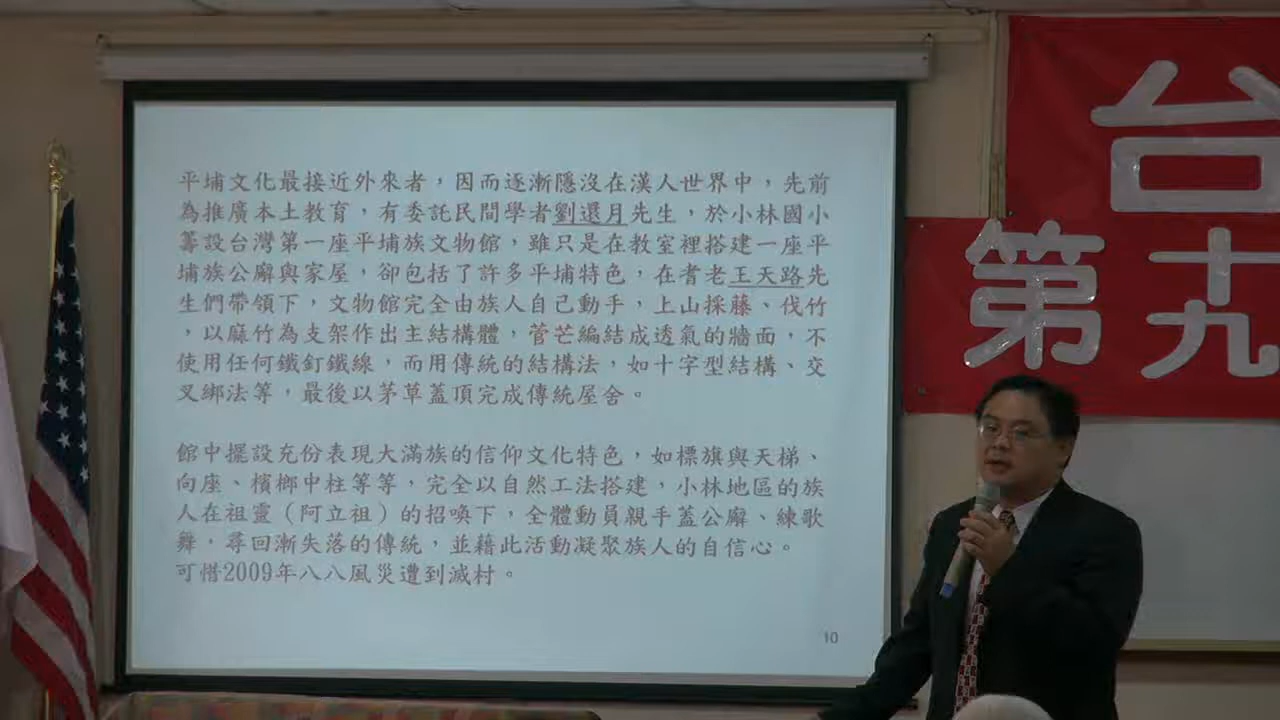 平埔文化最接近外來者，因而逐漸隱沒在漢人世界中，先前
為推廣本土教育，有委託民間學者劉還月先生，於小林國小
籌設台灣第一座平埔族文物館，雖只是在教室裡搭建一座平
埔族公廨與家屋，卻包括了許多平埔特色，在耆老王天路先
生們帶領下，文物館完全由族人自己動手，上山採藤、伐竹
，以麻竹為支架作出主結構體，菅芒編結成透氣的牆面，不
使用任何鐵釘鐵線，而用傳統的結構法，如十字型結構、交
叉綁法等，最後以茅草蓋頂完成傳統屋舍。
館中擺設充份表現大滿族的信仰文化特色，如標旗與天梯、
向座、檳榔中柱等等，完全以自然工法搭建，小林地區的族
人在祖靈（阿立祖）的招喚下，全體動員親手蓋公廨、練歌
舞，尋回漸失落的傳統，並藉此活動凝聚族人的自信心。
可惜2009年八八風災遭到滅村。
10
台
第十九